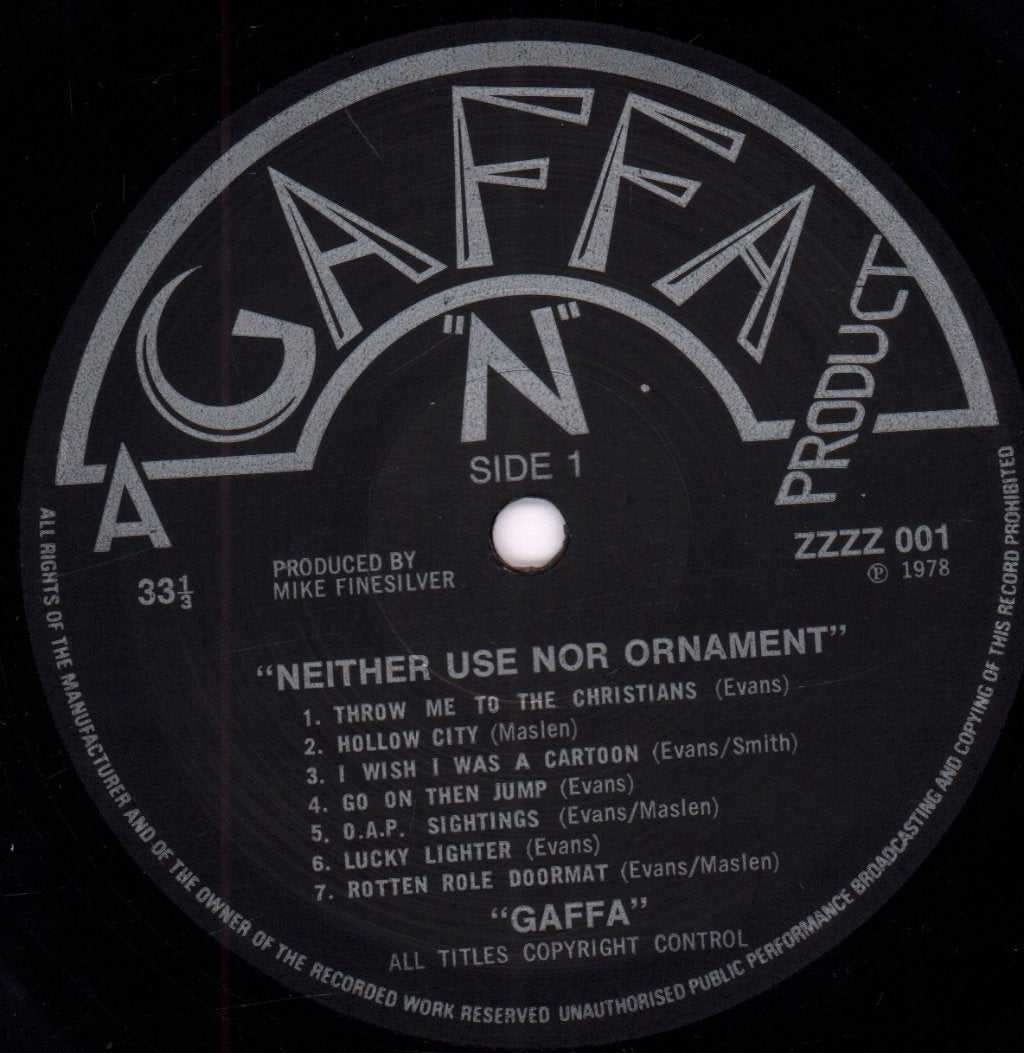 A
GAFFA
PRODUCT
"N"
SIDE 1
ZZZZ 001
℗ 1978
33⅓
PRODUCED BY
MIKE FINESILVER
"NEITHER USE NOR ORNAMENT"
1. THROW ME TO THE CHRISTIANS (Evans)
2. HOLLOW CITY (Maslen)
3. I WISH I WAS A CARTOON (Evans/Smith)
4. GO ON THEN JUMP (Evans)
5. O.A.P. SIGHTINGS (Evans/Maslen)
6. LUCKY LIGHTER (Evans)
7. ROTTEN ROLE DOORMAT (Evans/Maslen)
"GAFFA"
ALL TITLES COPYRIGHT CONTROL
ALL RIGHTS OF THE MANUFACTURER AND OF THE OWNER OF THE RECORDED WORK RESERVED UNAUTHORISED PUBLIC PERFORMANCE BROADCASTING AND COPYING OF THIS RECORD PROHIBITED